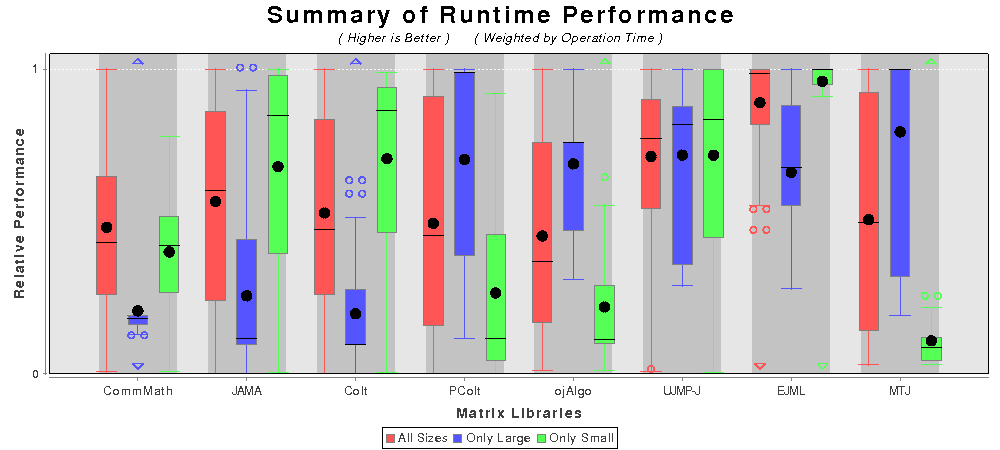 Summary of Runtime Performance
( Higher is Better ) ( Weighted by Operation Time )
1
Relative Performance
0
CommMath JAMA Colt PColt ojAlgo UJMP-J EJML MTJ
Matrix Libraries
All Sizes Only Large Only Small